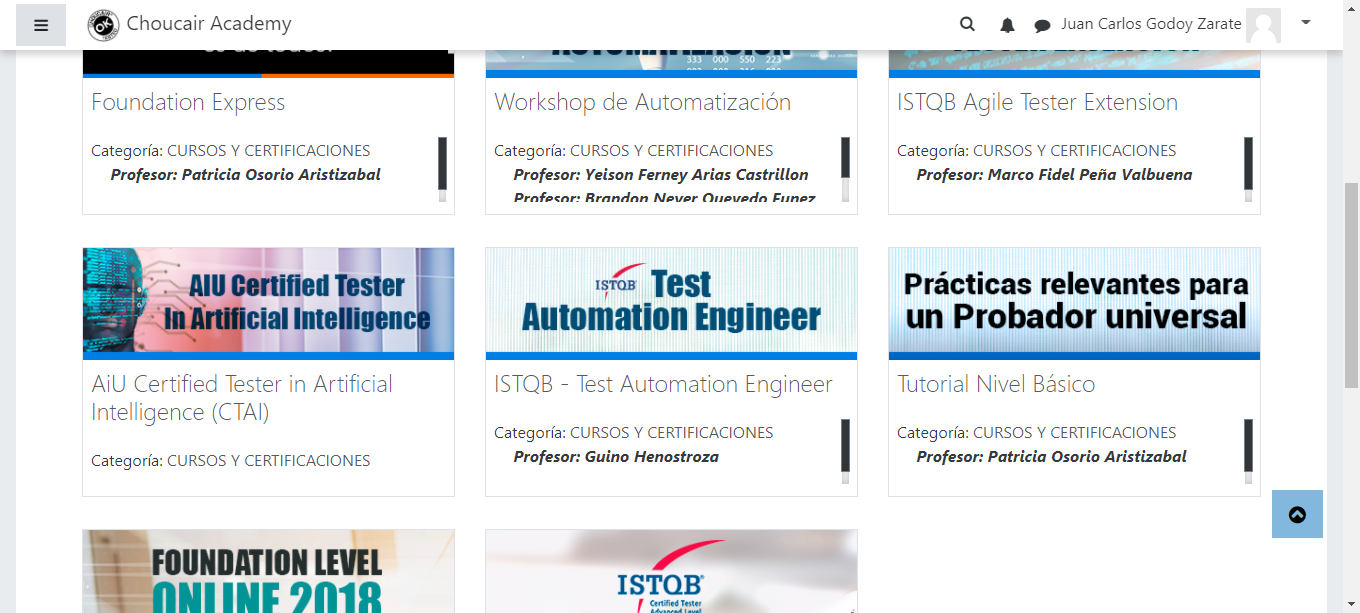 Choucair Academy
Juan Carlos Godoy Zarate
AUTOMATIZACIÓN
333 000 550 223
TESTER EXTENSION
Foundation Express
Categoría: CURSOS Y CERTIFICACIONES
Profesor: Patricia Osorio Aristizabal
Workshop de Automatización
Categoría: CURSOS Y CERTIFICACIONES
Profesor: Yeison Ferney Arias Castrillon
Profesor: Brandon Never Quevedo Funez
ISTQB Agile Tester Extension
Categoría: CURSOS Y CERTIFICACIONES
Profesor: Marco Fidel Peña Valbuena
AIU Certified Tester
In Artificial Intelligence
AiU Certified Tester in Artificial
Intelligence (CTAI)
Categoría: CURSOS Y CERTIFICACIONES
ISTQB Test
Automation Engineer
ISTQB - Test Automation Engineer
Categoría: CURSOS Y CERTIFICACIONES
Profesor: Guino Henostroza
Prácticas relevantes para
un Probador universal
Tutorial Nivel Básico
Categoría: CURSOS Y CERTIFICACIONES
Profesor: Patricia Osorio Aristizabal
FOUNDATION LEVEL
ONLINE 2018
ISTQB®
Certified Tester
Advanced Level